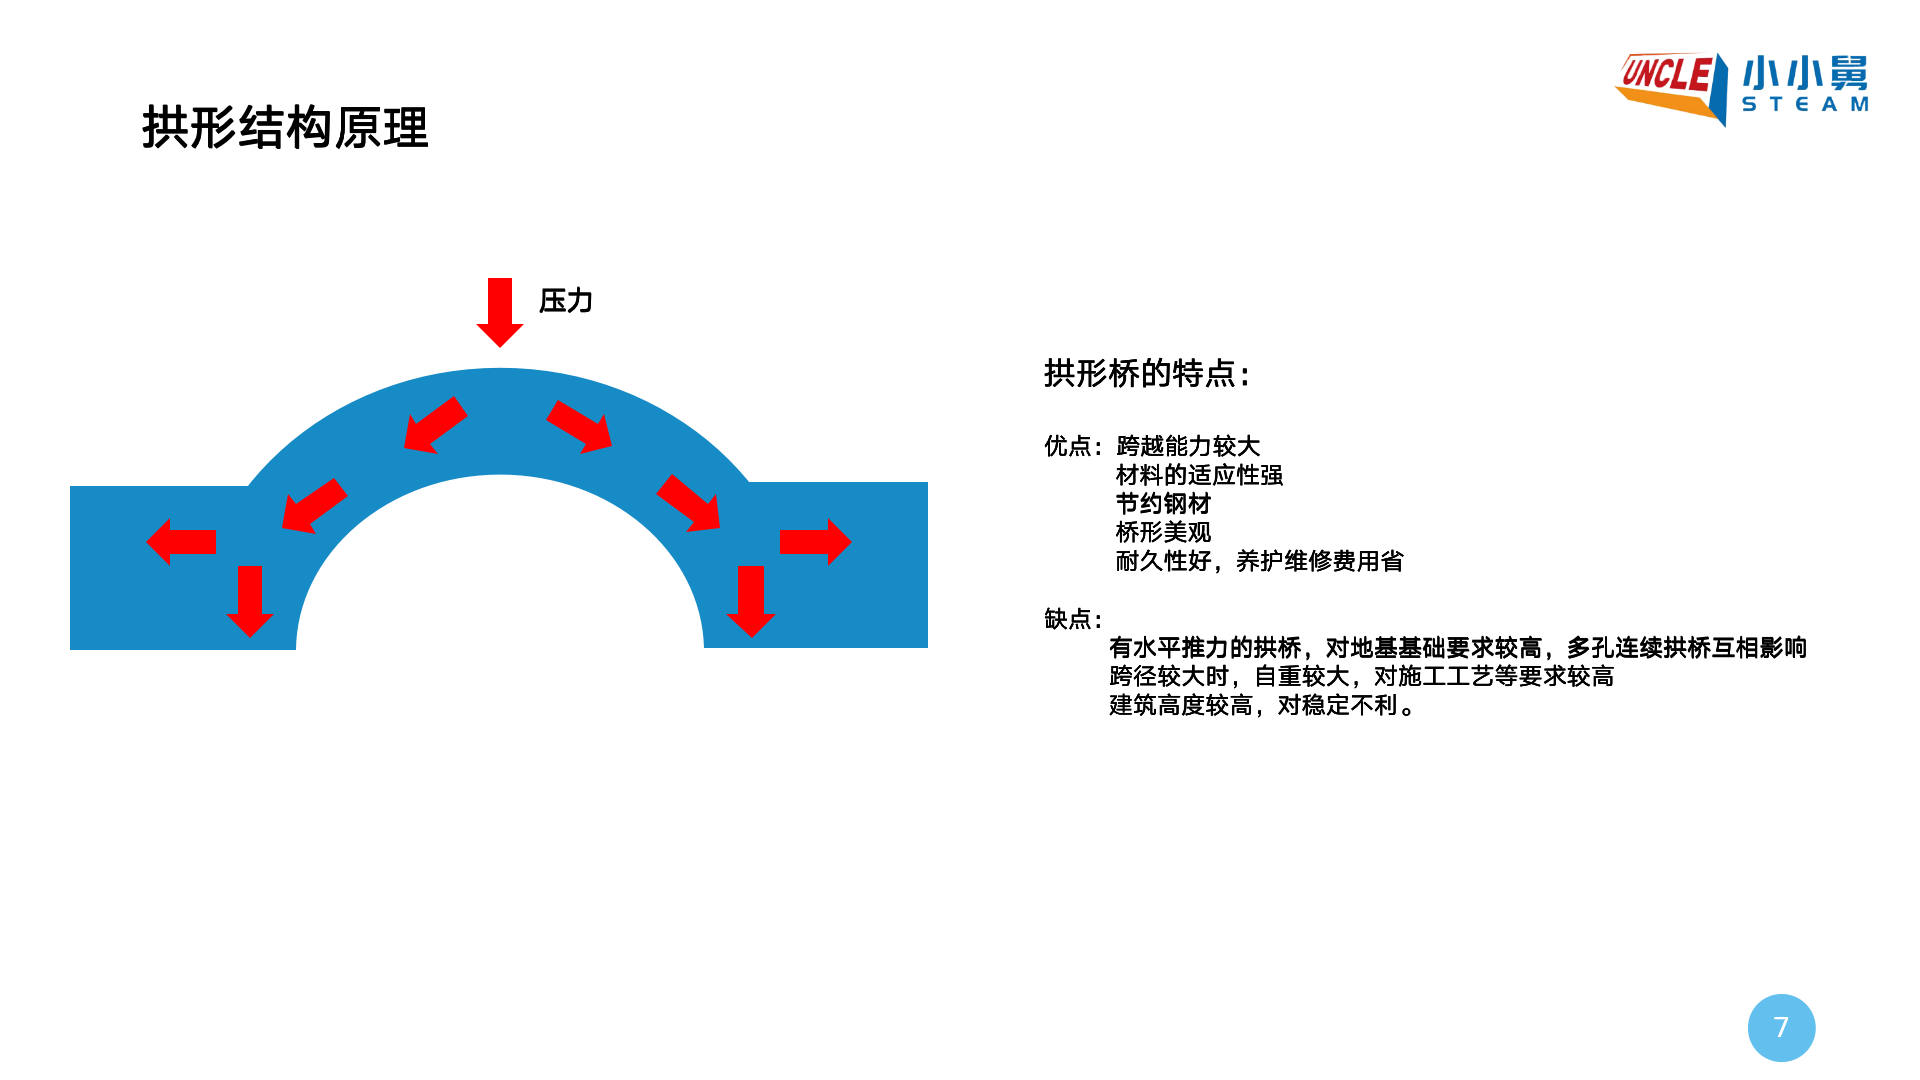 UNCLE
小小舅
STEAM
拱形结构原理
压力
拱形桥的特点：
优点：跨越能力较大
材料的适应性强
节约钢材
桥形美观
耐久性好，养护维修费用省
缺点：
有水平推力的拱桥，对地基基础要求较高，多孔连续拱桥互相影响
跨径较大时，自重较大，对施工工艺等要求较高
建筑高度较高，对稳定不利。
7